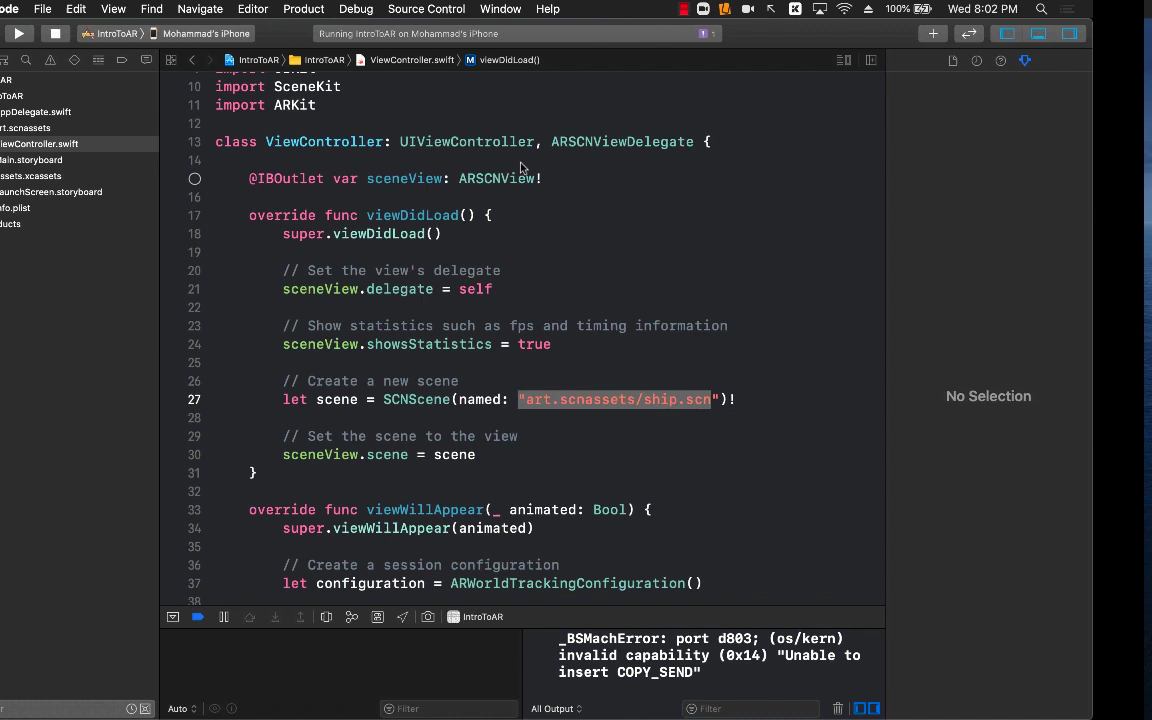 ode File Edit View Find Navigate Editor Product Debug Source Control Window Help 100% Wed 8:02 PM
IntroToAR Mohammad's iPhone Running IntroToAR on Mohammad's iPhone 1
IntroToAR IntroToAR ViewController.swift M viewDidLoad()
AR
oToAR
ppDelegate.swift
rt.scnassets
iewController.swift
Main.storyboard
ssets.xcassets
aunchScreen.storyboard
nfo.plist
ducts
10 import SceneKit
11 import ARKit
12
13 class ViewController: UIViewController, ARSCNViewDelegate {
14
@IBOutlet var sceneView: ARSCNView!
16
17 override func viewDidLoad() {
18 super.viewDidLoad()
19
20 // Set the view's delegate
21 sceneView.delegate = self
22
23 // Show statistics such as fps and timing information
24 sceneView.showsStatistics = true
25
26 // Create a new scene
27 let scene = SCNScene(named: "art.scnassets/ship.scn")!
28
29 // Set the scene to the view
30 sceneView.scene = scene
31 }
32
33 override func viewWillAppear(_ animated: Bool) {
34 super.viewWillAppear(animated)
35
36 // Create a session configuration
37 let configuration = ARWorldTrackingConfiguration()
38
No Selection
IntroToAR
_BSMachError: port d803; (os/kern)
invalid capability (0x14) "Unable to
insert COPY_SEND"
r Auto Filter All Output Filter